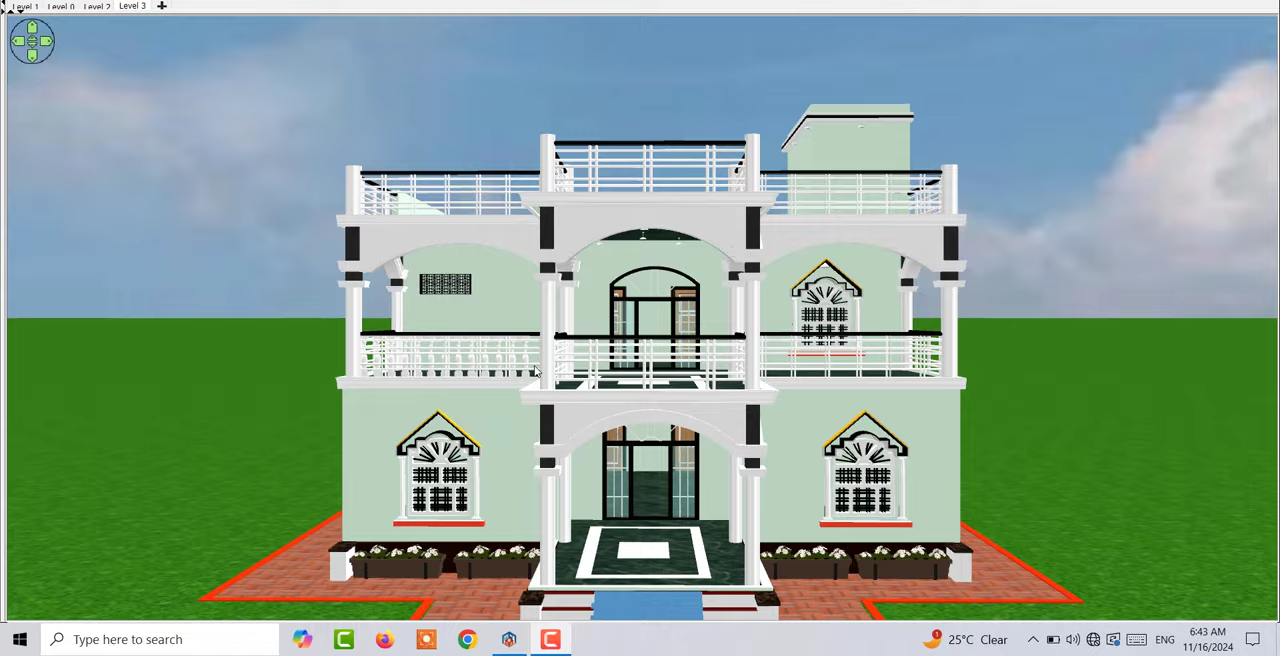 Level 1 Level 0 Level 2 Level 3
Type here to search
1
25°C Clear
ENG
6:43 AM
11/16/2024